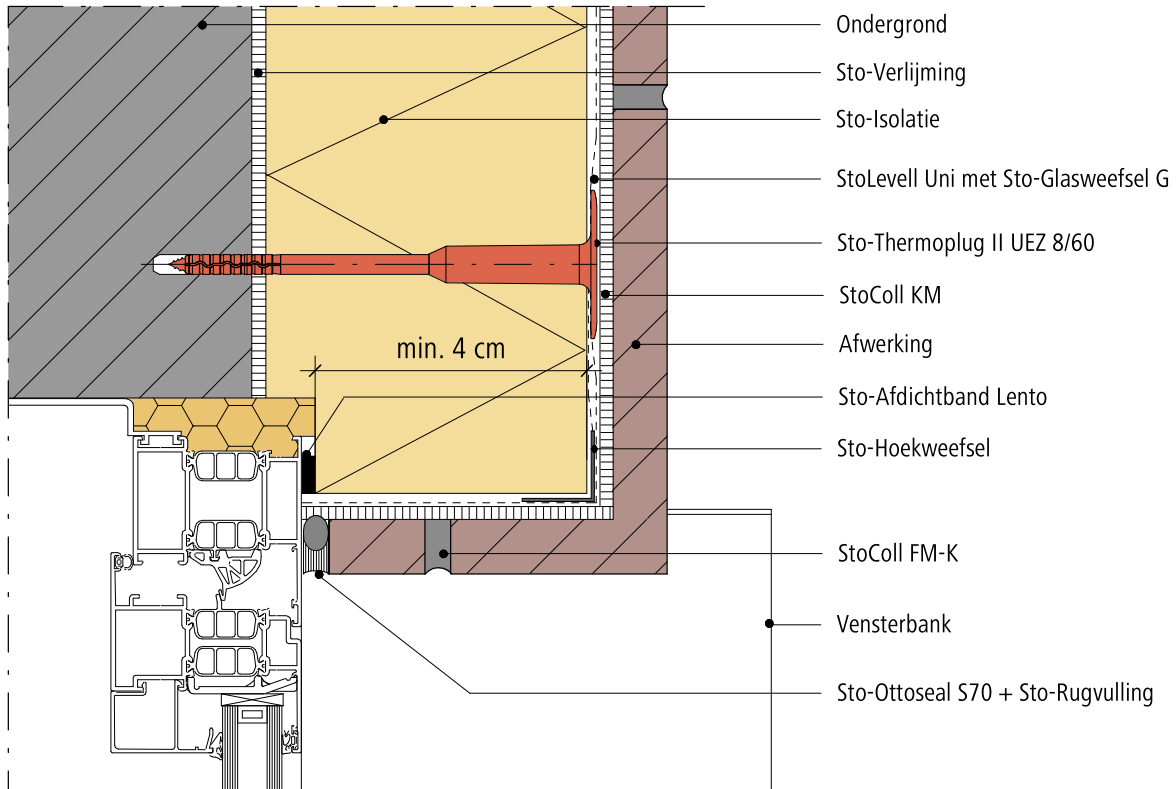 Ondergrond
Sto-Verlijming
Sto-Isolatie
StoLevell Uni met Sto-Glasweefsel G
Sto-Thermoplug II UEZ 8/60
StoColl KM
Afwerking
min. 4 cm
Sto-Afdichtband Lento
Sto-Hoekweefsel
StoColl FM-K
Vensterbank
Sto-Ottoseal S70 + Sto-Rugvulling